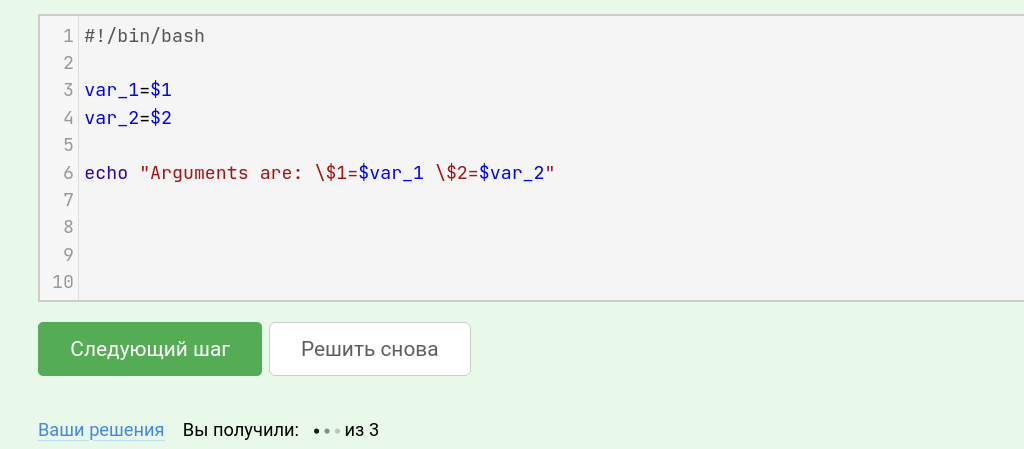 1 #!/bin/bash
2
3 var_1=$1
4 var_2=$2
5
6 echo "Arguments are: \$1=$var_1 \$2=$var_2"
7
8
9
10
Следующий шаг Решить снова
Ваши решения Вы получили: из 3